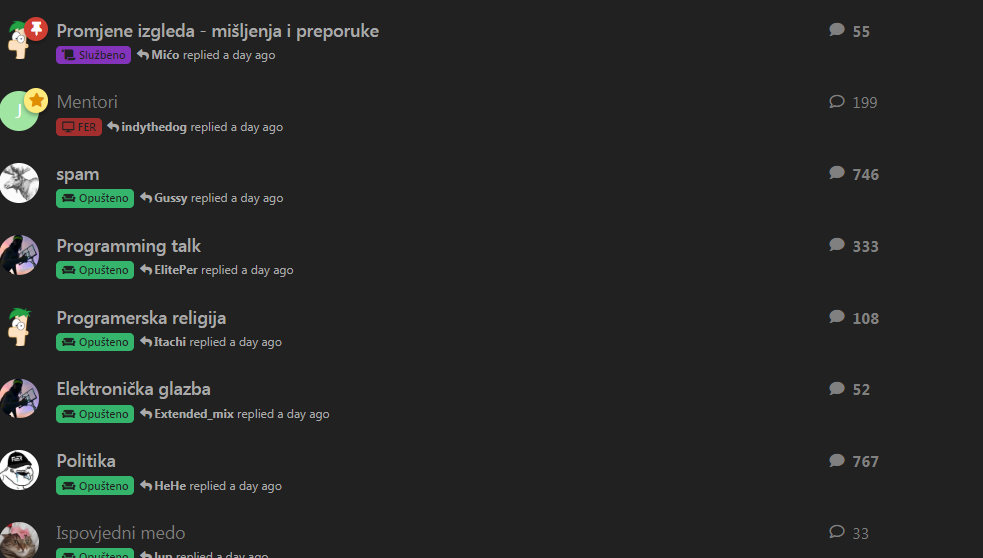 Promjene izgleda - mišljenja i preporuke
55
Službeno Mićo replied a day ago
J
Mentori
199
FER indythedog replied a day ago
spam
746
Opušteno Gussy replied a day ago
Programming talk
333
Opušteno ElitePer replied a day ago
Programerska religija
108
Opušteno Itachi replied a day ago
Elektronička glazba
52
Opušteno Extended_mix replied a day ago
Politika
767
Opušteno HeHe replied a day ago
Ispovjedni medo
33
Opušteno replied a day ago